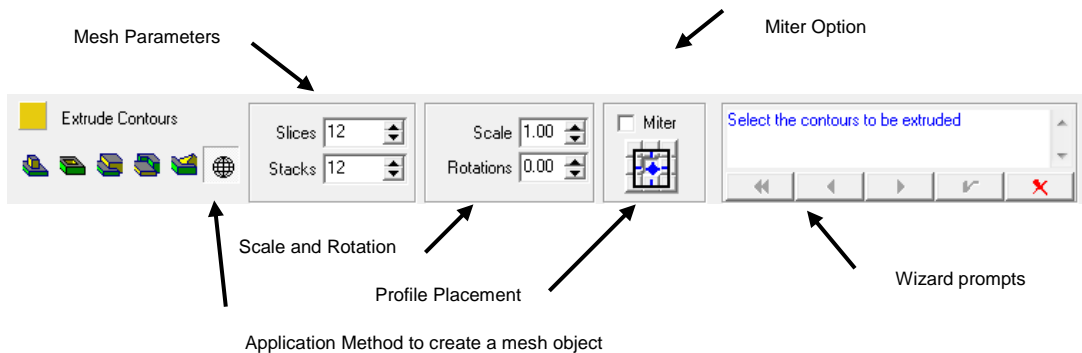 Mesh Parameters
Miter Option
Extrude Contours
Slices 12
Stacks 12
Scale 1.00
Rotations 0.00
Miter
Select the contours to be extruded
Scale and Rotation
Profile Placement
Wizard prompts
Application Method to create a mesh object